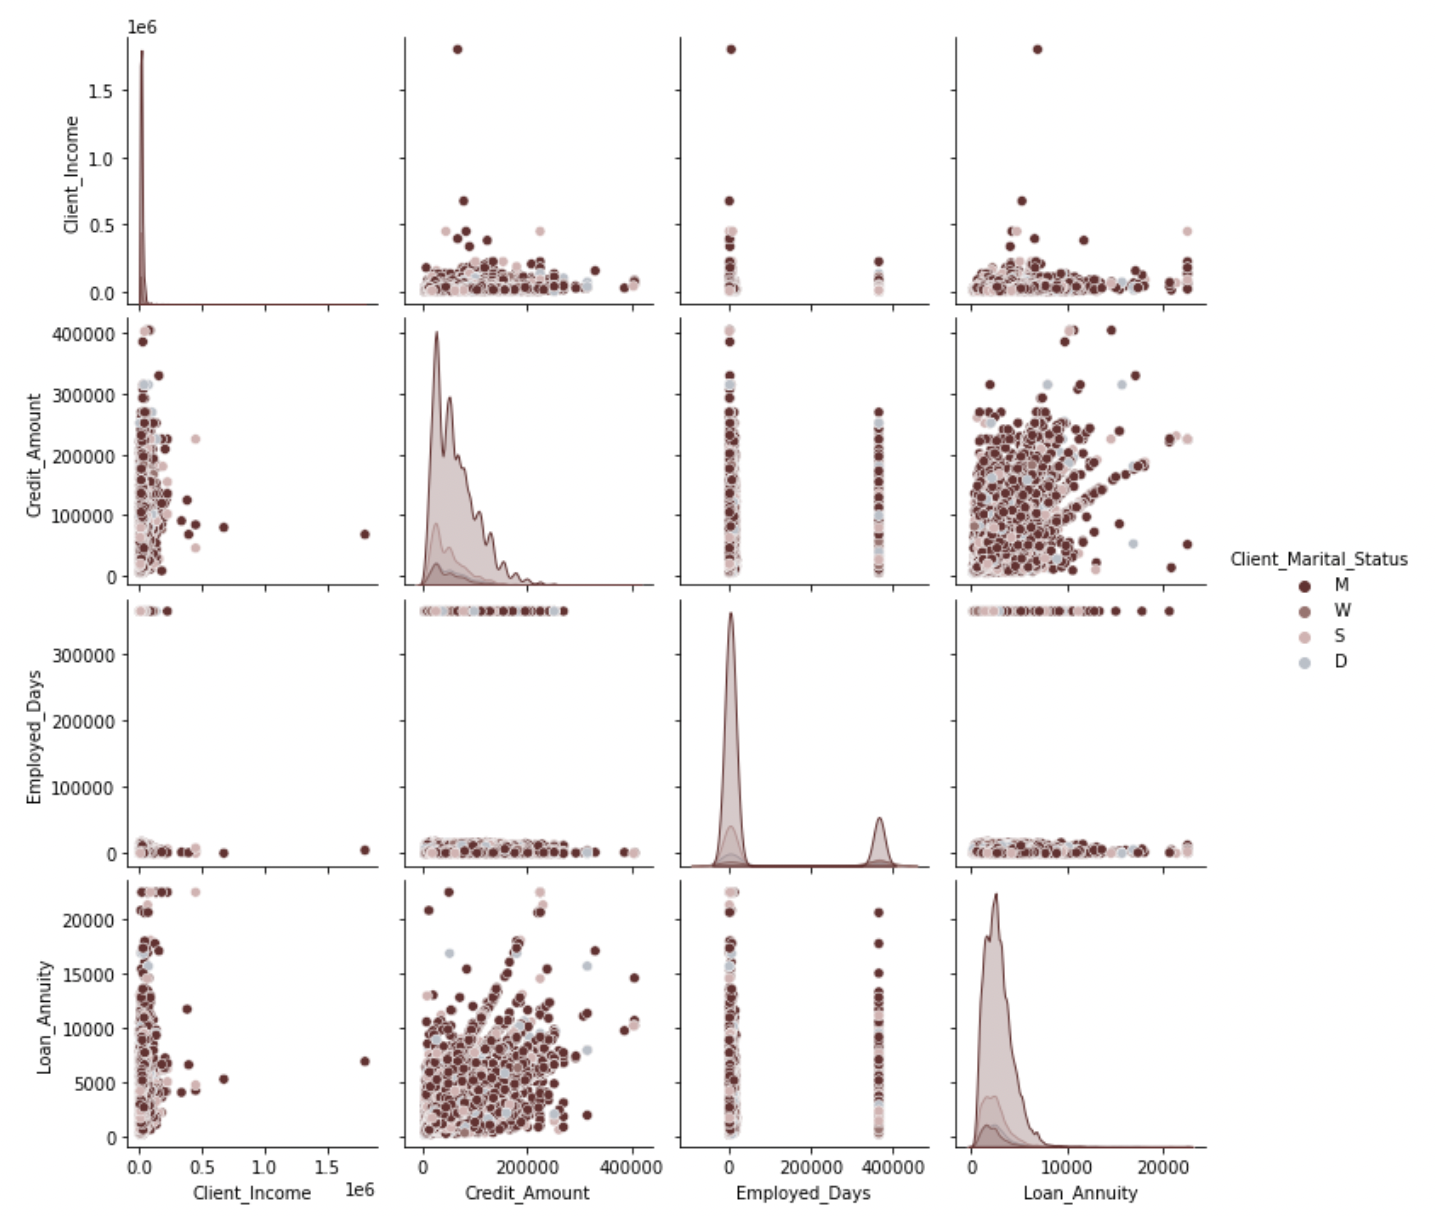 1e6
Client_Income
1.5
1.0
0.5
0.0
Credit_Amount
400000
300000
200000
100000
0
Client_Marital_Status
M
W
S
D
Employed_Days
300000
200000
100000
0
Loan_Annuity
20000
15000
10000
5000
0
0.0 0.5 1.0 1.5 0 200000 400000 0 200000 400000 0 10000 20000
1e6
Client_Income Credit_Amount Employed_Days Loan_Annuity